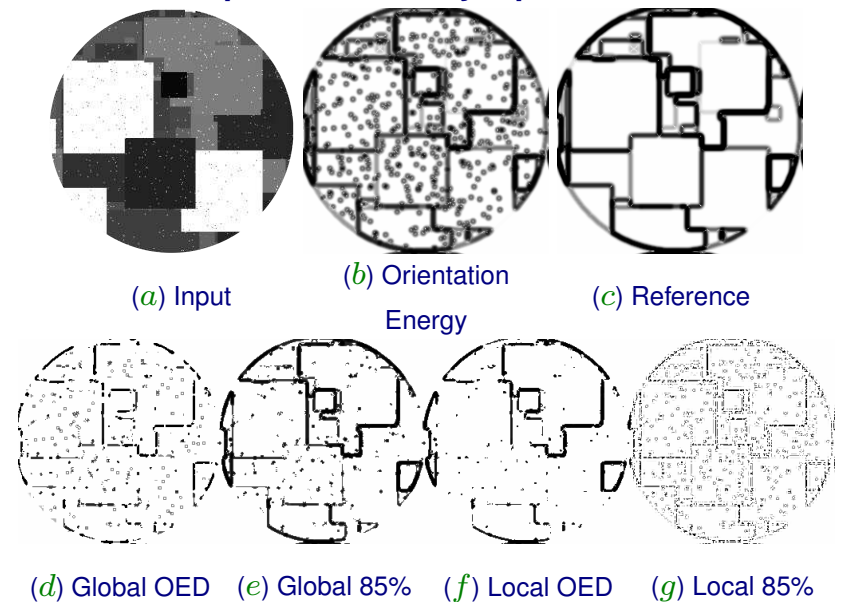 (a) Input
(b) Orientation
Energy
(c) Reference
(d) Global OED
(e) Global 85%
(f) Local OED
(g) Local 85%